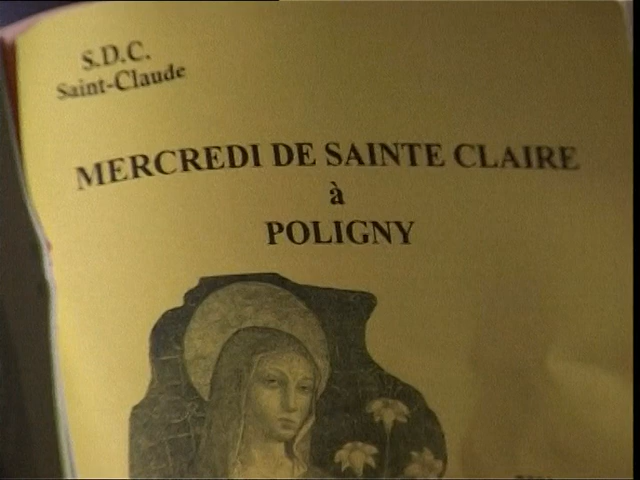 S.D.C.
Saint-Claude
MERCREDI DE SAINTE CLAIRE
à
POLIGNY